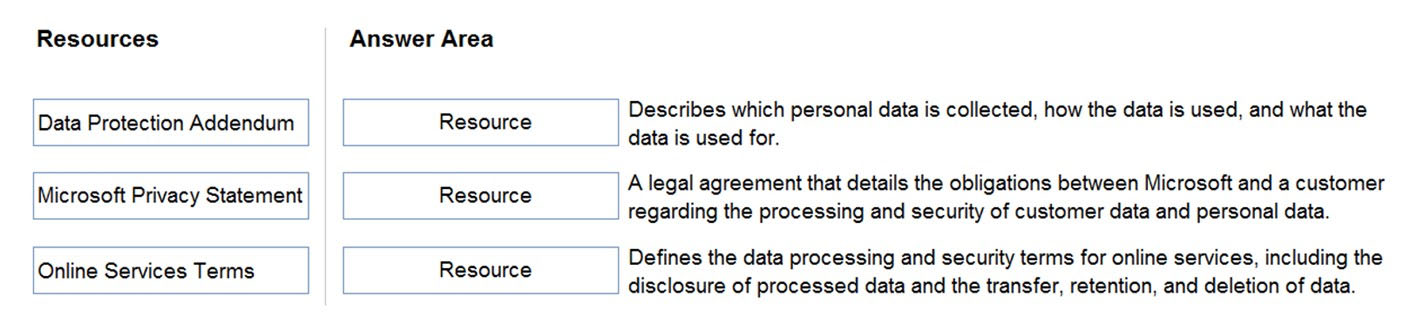 Resources
Answer Area
Data Protection Addendum
Resource
Describes which personal data is collected, how the data is used, and what the
data is used for.
Microsoft Privacy Statement
Resource
A legal agreement that details the obligations between Microsoft and a customer
regarding the processing and security of customer data and personal data.
Online Services Terms
Resource
Defines the data processing and security terms for online services, including the
disclosure of processed data and the transfer, retention, and deletion of data.